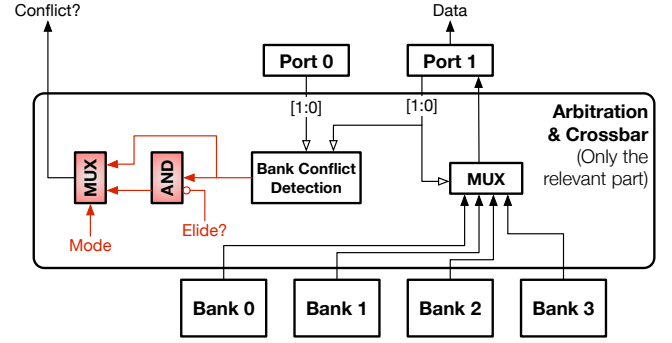 Conflict?
Data
Port 0
Port 1
[1:0]
[1:0]
Arbitration
& Crossbar
(Only the
relevant part)
MUX
AND
Bank Conflict
Detection
MUX
Elide?
Mode
Bank 0
Bank 1
Bank 2
Bank 3